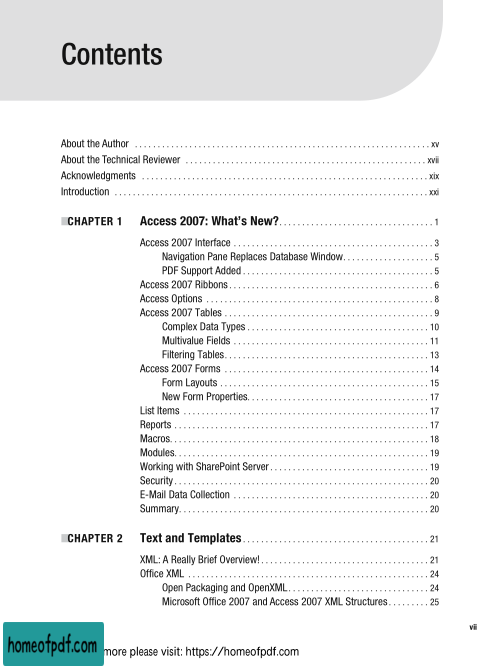 Contents
About the Author . . . . . . . . . . . . . . . . . . . . . . . . . . . . . . . . . . . . . . . . xv
About the Technical Reviewer . . . . . . . . . . . . . . . . . . . . . . . . . . . . . . xvii
Acknowledgments . . . . . . . . . . . . . . . . . . . . . . . . . . . . . . . . . . . . . . . . xix
Introduction . . . . . . . . . . . . . . . . . . . . . . . . . . . . . . . . . . . . . . . . xxi
■CHAPTER 1 Access 2007: What's New? . . . . . . . . . . . . . . . . . . . . 1
Access 2007 Interface . . . . . . . . . . . . . . . . . . . . 3
Navigation Pane Replaces Database Window. . . . . . . . . . 5
PDF Support Added . . . . . . . . . . . . . . . . . . . . 5
Access 2007 Ribbons . . . . . . . . . . . . . . . . . . . . 6
Access Options . . . . . . . . . . . . . . . . . . . . 8
Access 2007 Tables . . . . . . . . . . . . . . . . . . . . 9
Complex Data Types . . . . . . . . . . . . . . . . . . . . 10
Multivalue Fields . . . . . . . . . . . . . . . . . . . . 11
Filtering Tables. . . . . . . . . . . . . . . . . . . . 13
Access 2007 Forms . . . . . . . . . . . . . . . . . . . . 14
Form Layouts . . . . . . . . . . . . . . . . . . . . 15
New Form Properties. . . . . . . . . . . . . . . . . . . . 17
List Items . . . . . . . . . . . . . . . . . . . . 17
Reports . . . . . . . . . . . . . . . . . . . . 17
Macros. . . . . . . . . . . . . . . . . . . . 18
Modules. . . . . . . . . . . . . . . . . . . . 19
Working with SharePoint Server . . . . . . . . . . . . . . . . . . . . 19
Security . . . . . . . . . . . . . . . . . . . . 20
E-Mail Data Collection . . . . . . . . . . . . . . . . . . . . 20
Summary. . . . . . . . . . . . . . . . . . . . 20
■CHAPTER 2 Text and Templates . . . . . . . . . . . . . . . . . . . . 21
XML: A Really Brief Overview! . . . . . . . . . . . . . . . . . . . . 21
Office XML . . . . . . . . . . . . . . . . . . . . 24
Open Packaging and OpenXML. . . . . . . . . . . . . . . . . . . . 24
Microsoft Office 2007 and Access 2007 XML Structures . . . . . . . . . 25
vii
homeofpdf.com more please visit: https://homeofpdf.com